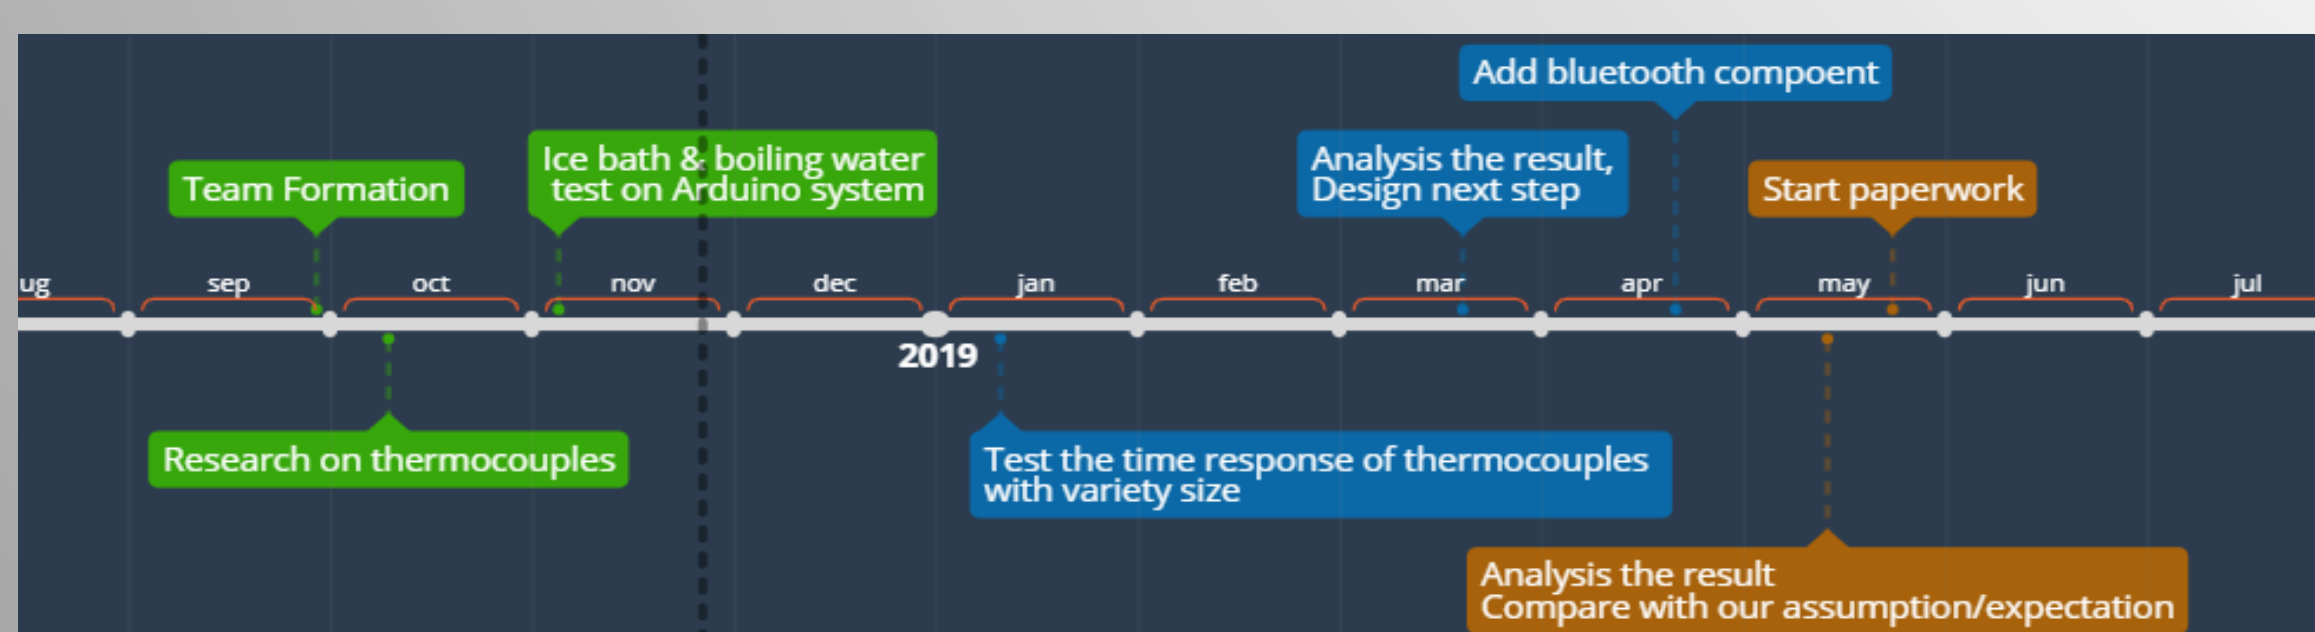 Add bluetooth compoent
Team Formation
Ice bath & boiling water
test on Arduino system
Analysis the result,
Design next step
Start paperwork
ug sep oct nov dec jan feb mar apr may jun jul
2019
Research on thermocouples
Test the time response of thermocouples
with variety size
Analysis the result
Compare with our assumption/expectation